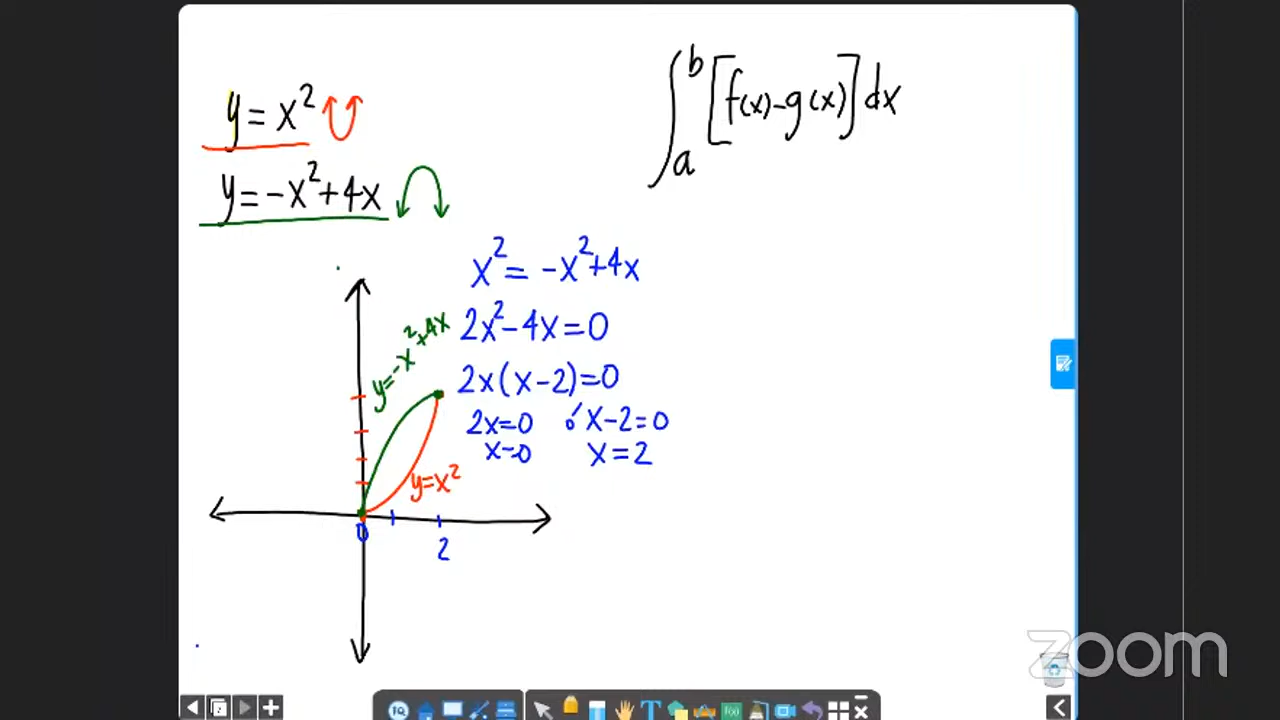 y = x²
y = -x² + 4x
∫ₐᵇ [f(x) - g(x)] dx
x² = -x² + 4x
2x² - 4x = 0
2x(x - 2) = 0
2x = 0 x - 2 = 0
x = 0 x = 2
y = -x² + 4x
y = x²
0
2
zoom